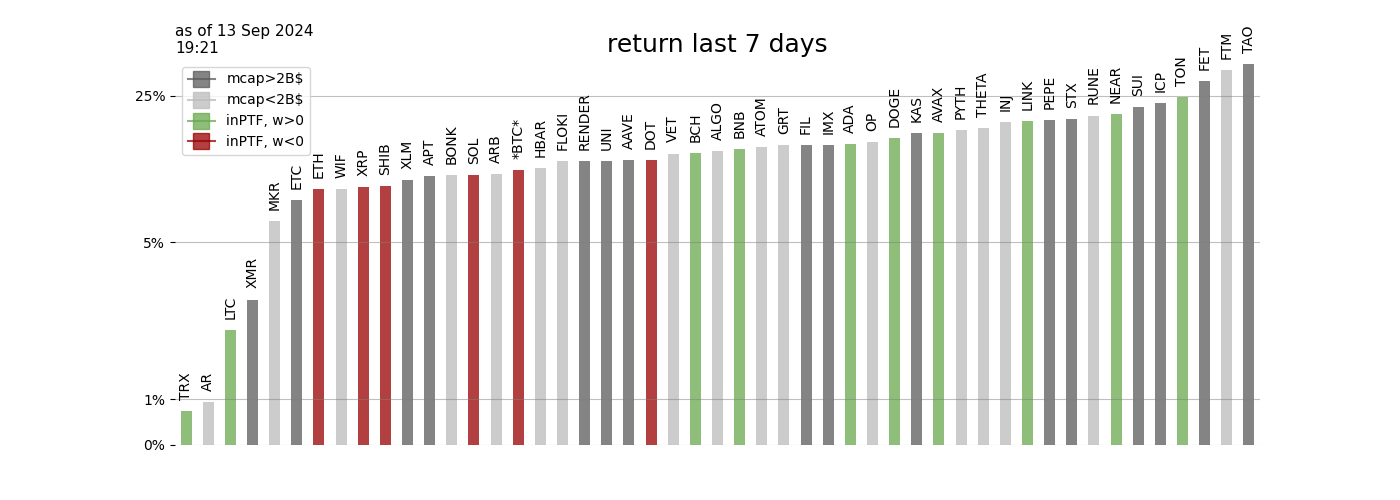 as of 13 Sep 2024
19:21
return last 7 days
mcap>2B$
mcap<2B$
inPTF, w>0
inPTF, w<0
25%
5%
1%
0%
TRX
AR
LTC
XMR
MKR
ETC
ETH
WIF
XRP
SHIB
XLM
APT
BONK
SOL
ARB
*BTC*
HBAR
FLOKI
RENDER
UNI
AAVE
DOT
VET
BCH
ALGO
BNB
ATOM
GRT
FIL
IMX
ADA
OP
DOGE
KAS
AVAX
PYTH
THETA
INJ
LINK
PEPE
STX
RUNE
NEAR
SUI
ICP
TON
FET
FTM
TAO